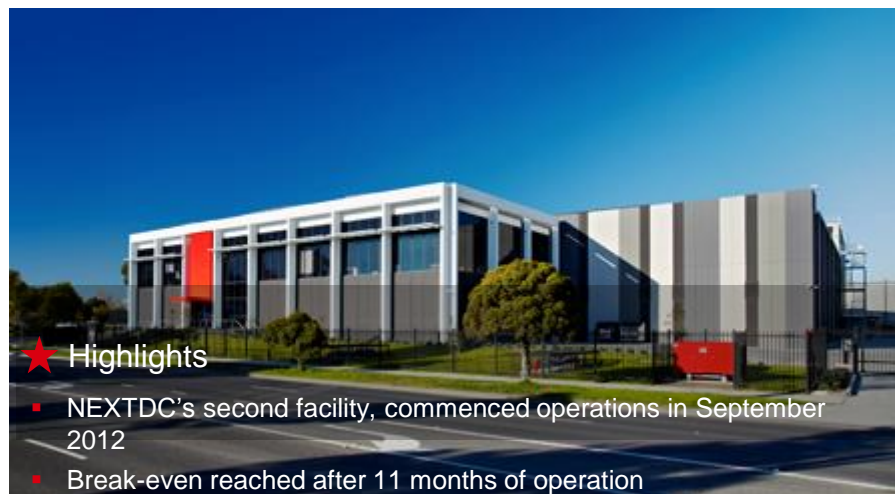 Highlights
▪ NEXTDC’s second facility, commenced operations in September
2012
▪ Break-even reached after 11 months of operation